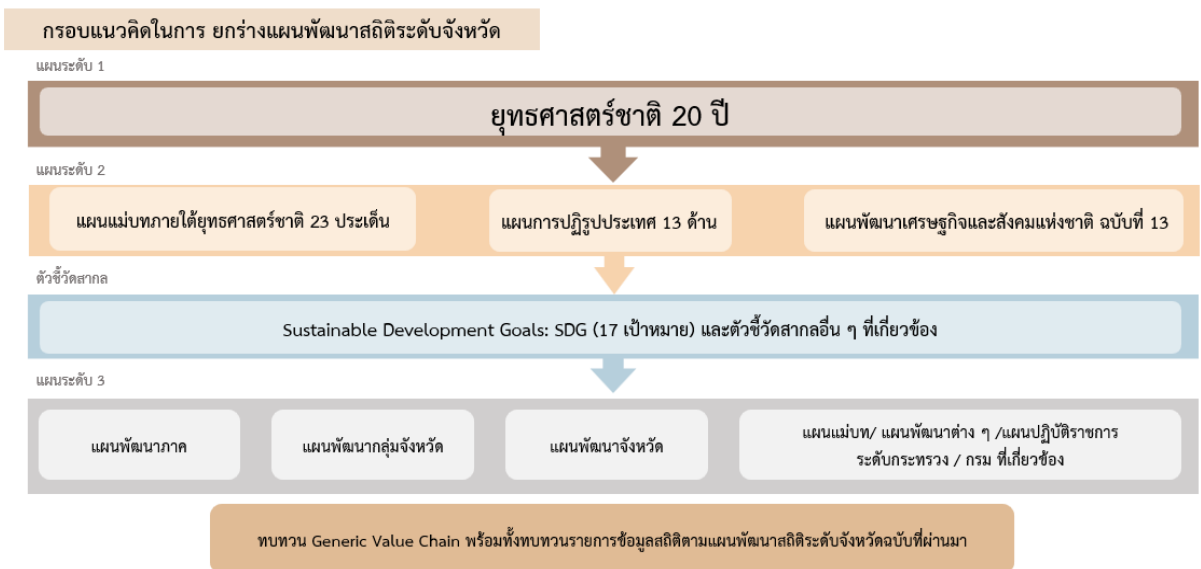 กรอบแนวคิดในการ ยกร่างแผนพัฒนาสถิติระดับจังหวัด
แผนระดับ 1
ยุทธศาสตร์ชาติ 20 ปี
แผนระดับ 2
แผนแม่บทภายใต้ยุทธศาสตร์ชาติ 23 ประเด็น
แผนการปฏิรูปประเทศ 13 ด้าน
แผนพัฒนาเศรษฐกิจและสังคมแห่งชาติ ฉบับที่ 13
ตัวชี้วัดสากล
Sustainable Development Goals: SDG (17 เป้าหมาย) และตัวชี้วัดสากลอื่น ๆ ที่เกี่ยวข้อง
แผนระดับ 3
แผนพัฒนาภาค
แผนพัฒนากลุ่มจังหวัด
แผนพัฒนาจังหวัด
แผนแม่บท/ แผนพัฒนาต่าง ๆ /แผนปฏิบัติราชการ
ระดับกระทรวง / กรม ที่เกี่ยวข้อง
ทบทวน Generic Value Chain พร้อมทั้งทบทวนรายการข้อมูลสถิติตามแผนพัฒนาสถิติระดับจังหวัดฉบับที่ผ่านมา